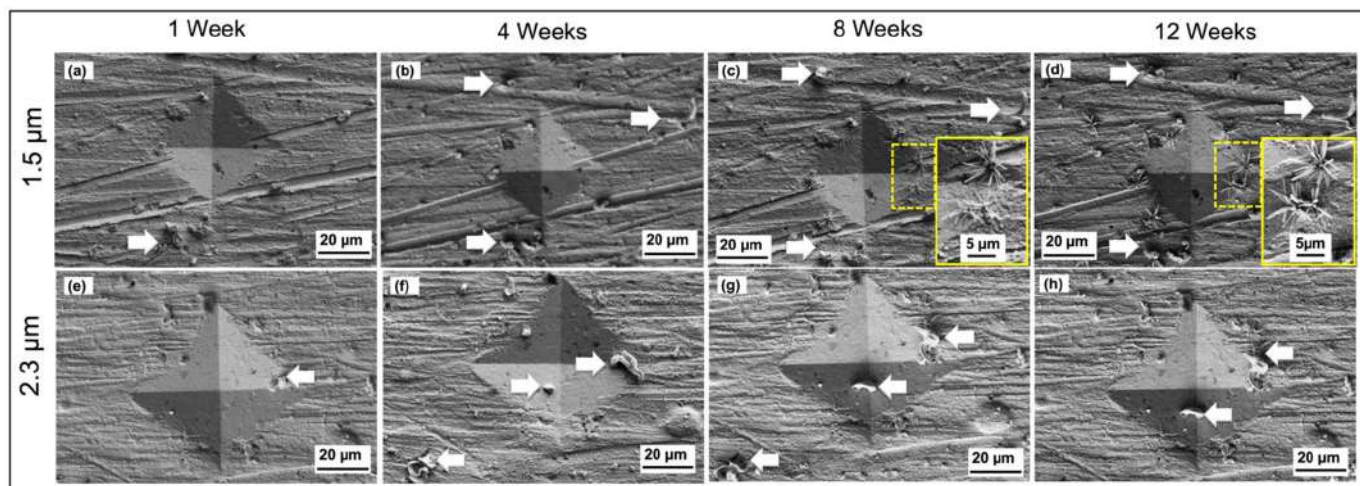 1 Week
4 Weeks
8 Weeks
12 Weeks
1.5 µm
(a)
20 µm
(b)
20 µm
(c)
20 µm
5 µm
(d)
20 µm
5µm
2.3 µm
(e)
20 µm
(f)
20 µm
(g)
20 µm
(h)
20 µm